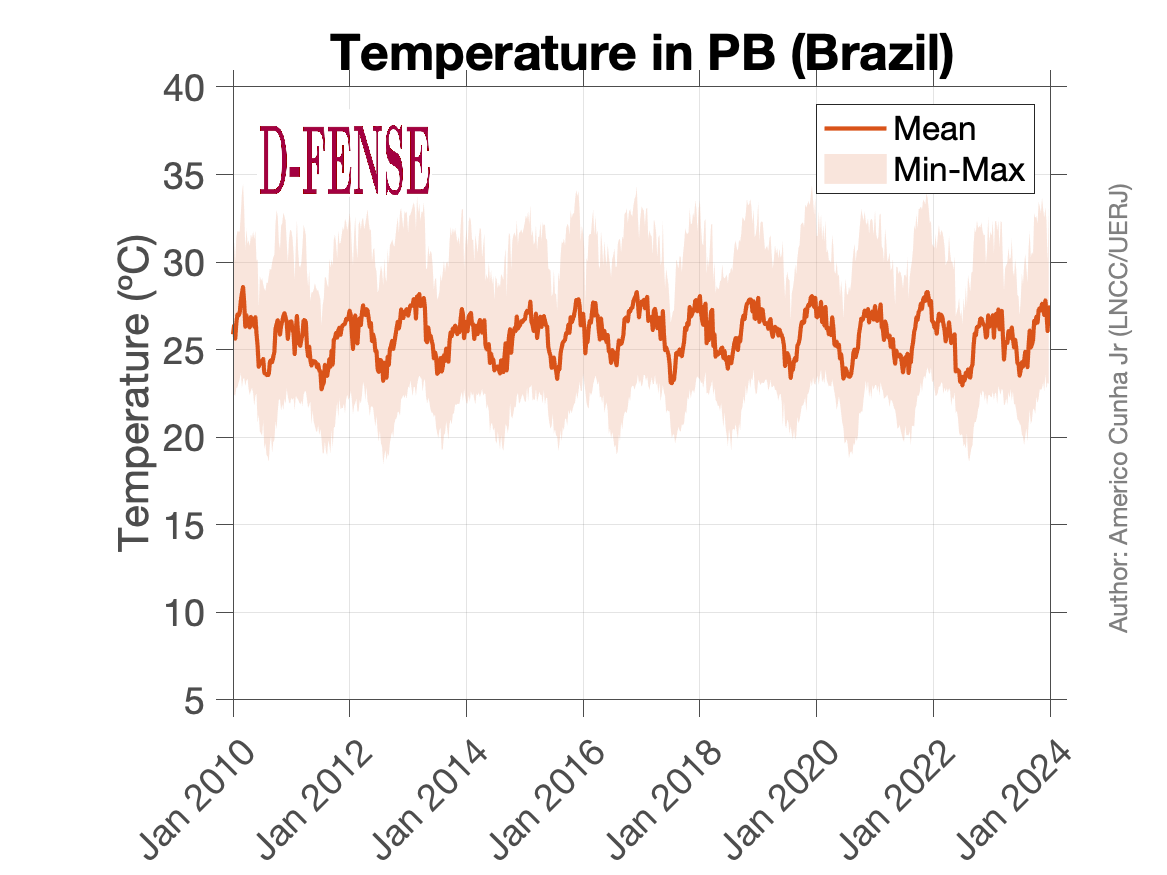 Temperature in PB (Brazil)
D-FENSE
Mean
Min-Max
40
35
30
25
20
15
10
5
Temperature (ºC)
Jan 2010
Jan 2012
Jan 2014
Jan 2016
Jan 2018
Jan 2020
Jan 2022
Jan 2024
Author: Americo Cunha Jr (LNCC/UERJ)